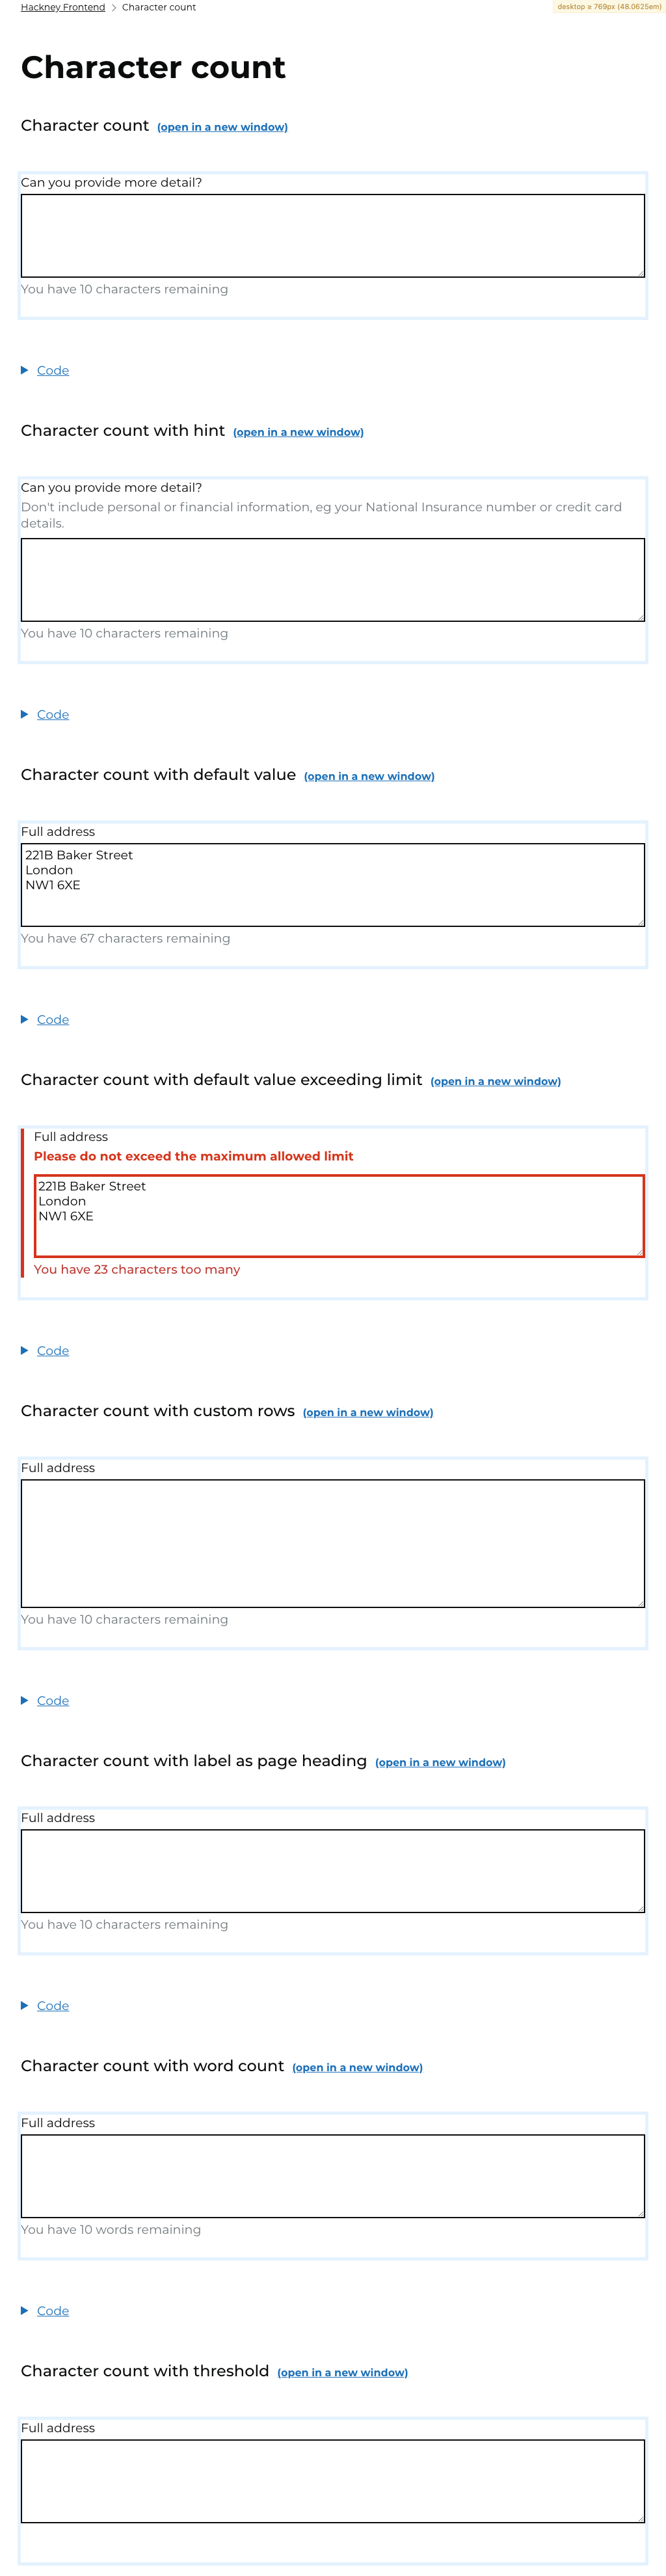 Hackney Frontend > Character count
desktop ≥ 769px (48.0625em)
Character count
Character count (open in a new window)
Can you provide more detail?
You have 10 characters remaining
Code
Character count with hint (open in a new window)
Can you provide more detail?
Don't include personal or financial information, eg your National Insurance number or credit card
details.
You have 10 characters remaining
Code
Character count with default value (open in a new window)
Full address
221B Baker Street
London
NW1 6XE
You have 67 characters remaining
Code
Character count with default value exceeding limit (open in a new window)
Full address
Please do not exceed the maximum allowed limit
221B Baker Street
London
NW1 6XE
You have 23 characters too many
Code
Character count with custom rows (open in a new window)
Full address
You have 10 characters remaining
Code
Character count with label as page heading (open in a new window)
Full address
You have 10 characters remaining
Code
Character count with word count (open in a new window)
Full address
You have 10 words remaining
Code
Character count with threshold (open in a new window)
Full address